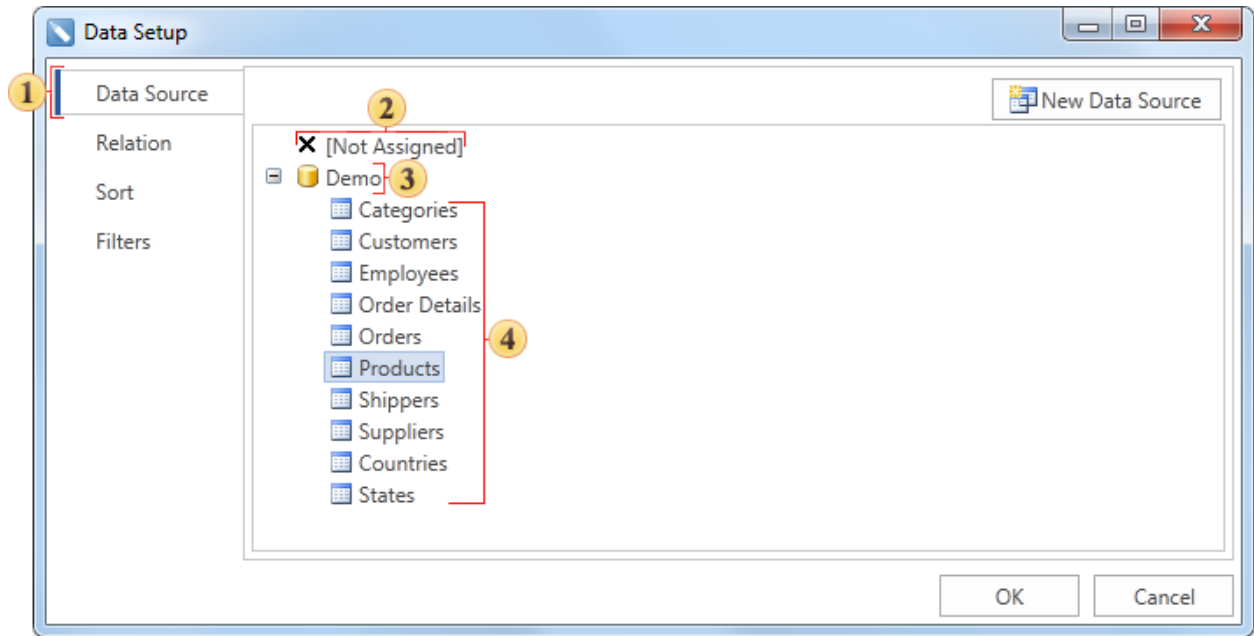 Data Setup
1
Data Source
New Data Source
2
Relation
[Not Assigned]
Demo
3
Sort
Categories
Filters
Customers
Employees
Order Details
Orders
4
Products
Shippers
Suppliers
Countries
States
OK
Cancel